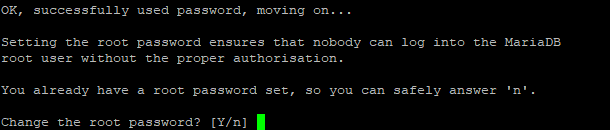 OK, successfully used password, moving on...
Setting the root password ensures that nobody can log into the MariaDB
root user without the proper authorisation.
You already have a root password set, so you can safely answer 'n'.
Change the root password? [Y/n]